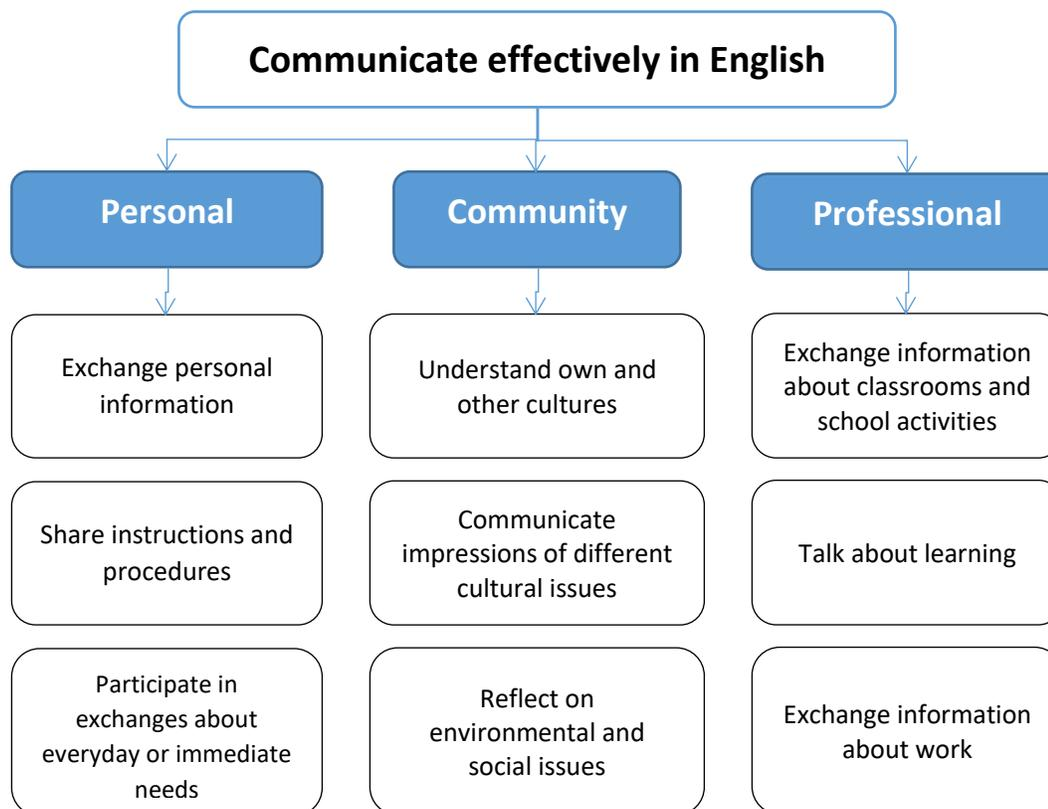 Communicate effectively in English
Personal
Community
Professional
Exchange personal
information
Understand own and
other cultures
Exchange information
about classrooms and
school activities
Share instructions and
procedures
Communicate
impressions of different
cultural issues
Talk about learning
Participate in
exchanges about
everyday or immediate
needs
Reflect on
environmental and
social issues
Exchange information
about work